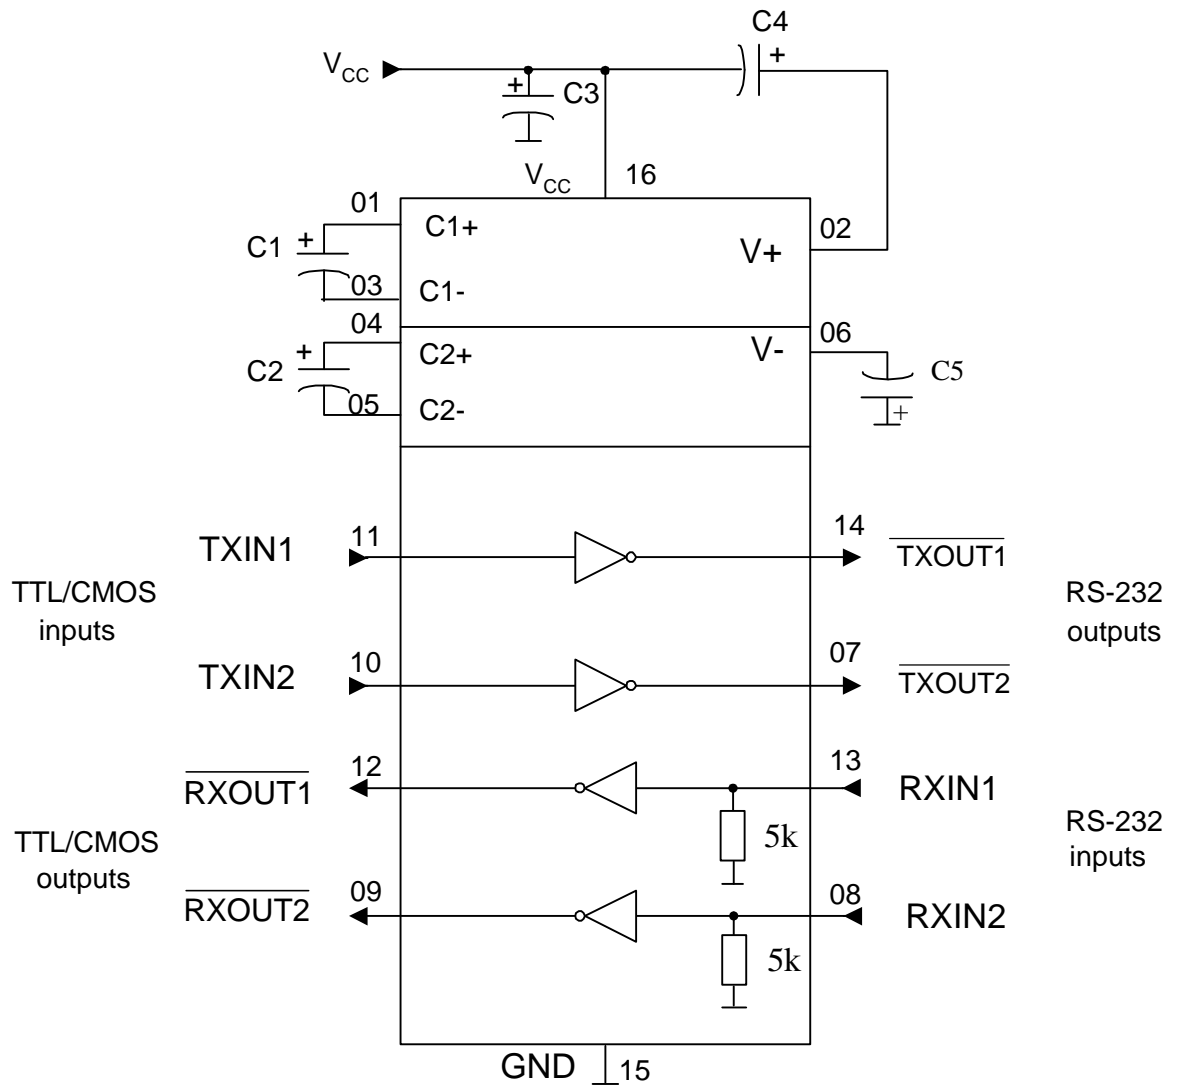 C4
+
VCC
+
C3
VCC
16
01
C1+
02
C1
+
V+
03
C1-
04
06
C2
+
C2+
V-
C5
05
C2-
+
TXIN1
11
14
TXOUT1
TTL/CMOS
inputs
RS-232
outputs
TXIN2
10
07
TXOUT2
RXOUT1
12
13
RXIN1
TTL/CMOS
outputs
5k
RS-232
inputs
RXOUT2
09
08
RXIN2
5k
GND
15